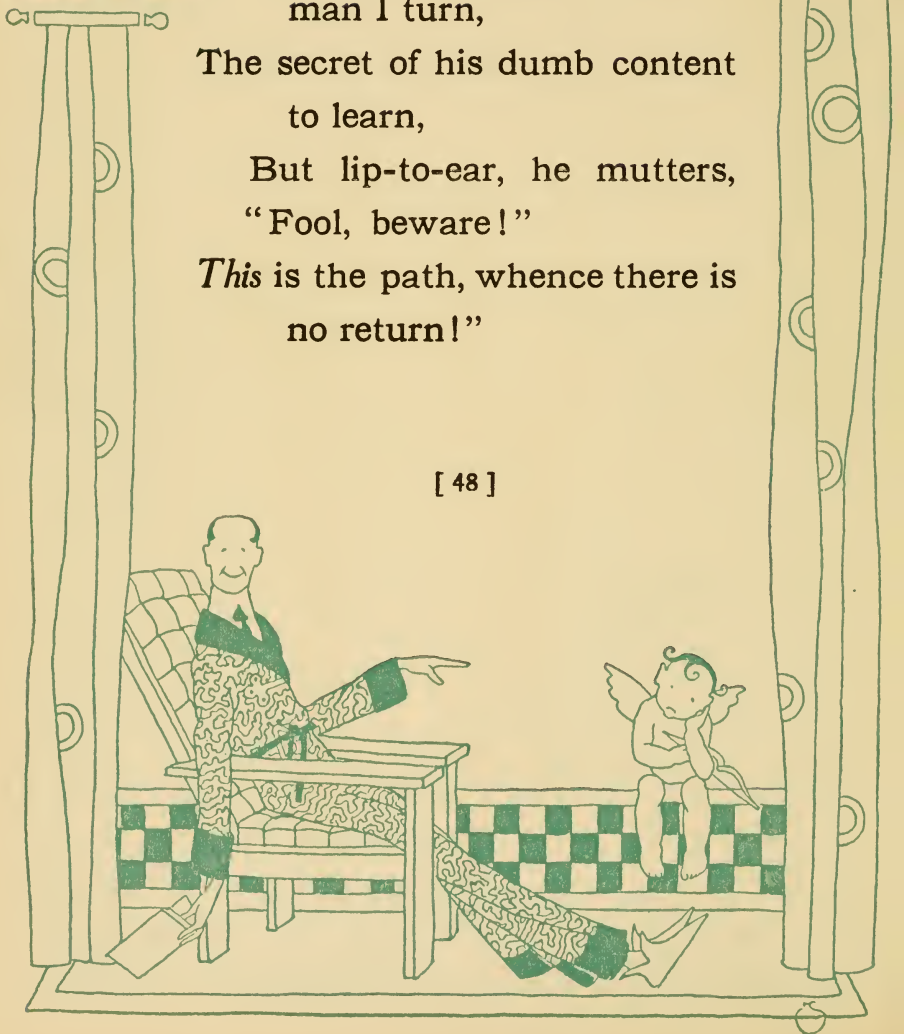 man I turn,
The secret of his dumb content
to learn,
But lip-to-ear, he mutters,
“Fool, beware!”
This is the path, whence there is
no return!”
[ 48 ]